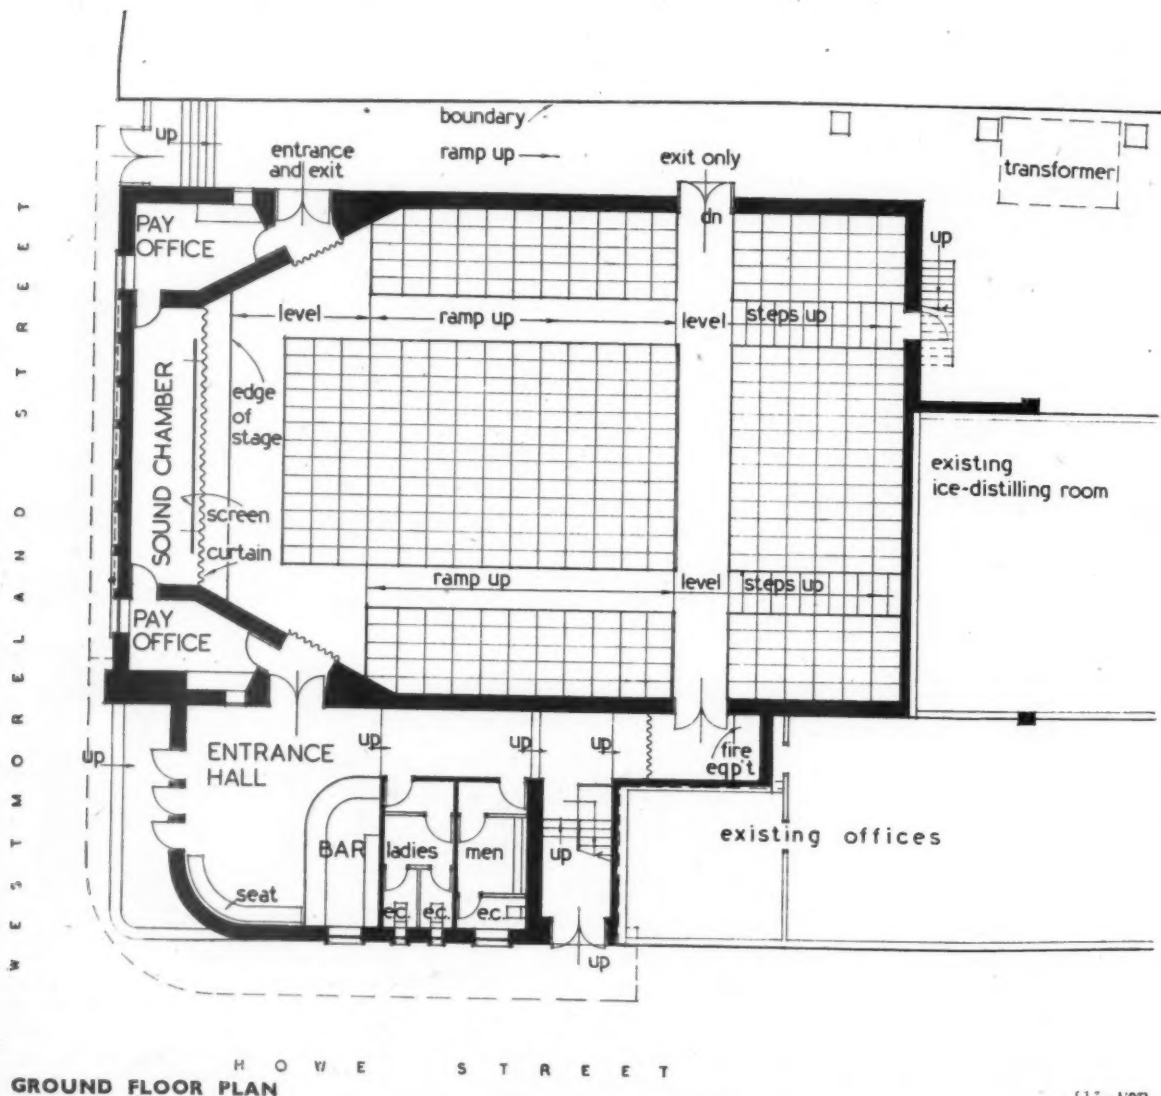 boundary
up
entrance
and exit
ramp up
exit only
transformer
dn
up
PAY
OFFICE
level
ramp up
level
steps up
edge
of
stage
SOUND CHAMBER
screen
curtain
existing
ice-distilling room
ramp up
level
steps up
PAY
OFFICE
up
ENTRANCE
HALL
up
up
up
fire
eqp't
BAR
ladies
men
up
existing offices
seat
e.c.
e.c.
e.c.
up
WESTMORELAND STREET
HOWE STREET
GROUND FLOOR PLAN